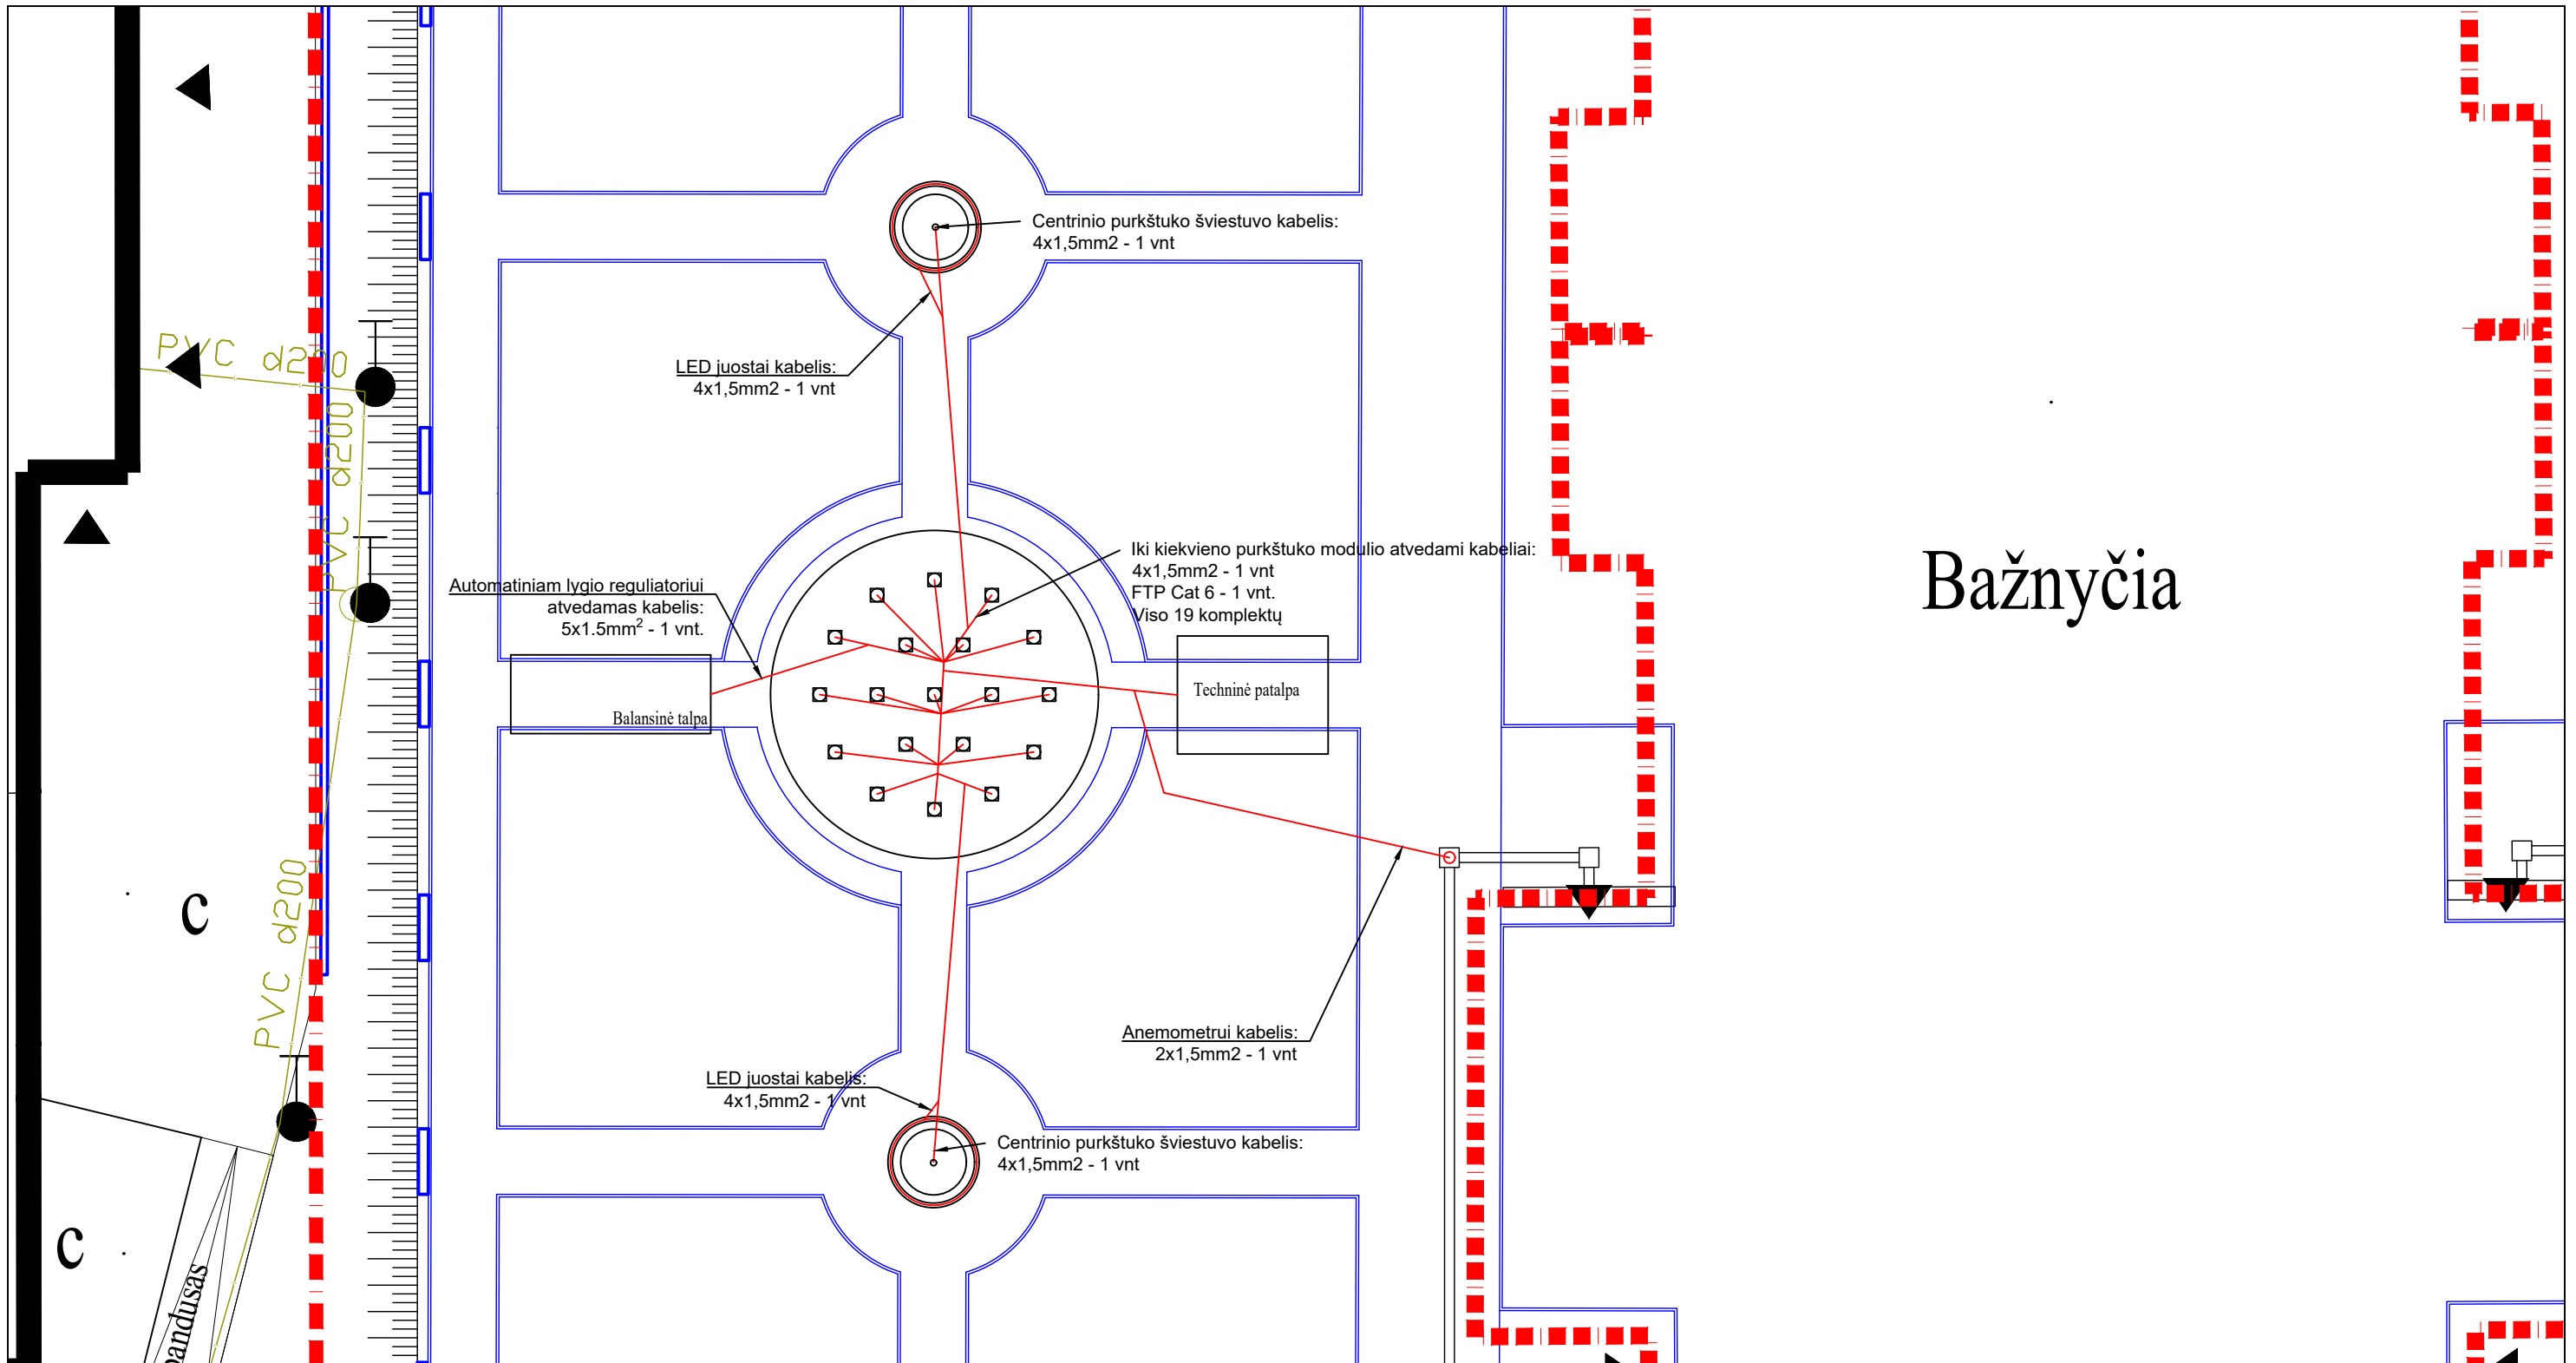 Centrinio purkštuko šviestuvo kabelis:
4x1,5mm2 - 1 vnt
PVC d200
LED juostai kabelis:
4x1,5mm2 - 1 vnt
PVC d200
Iki kiekvieno purkštuko modulio atvedami kabeliai:
4x1,5mm2 - 1 vnt
FTP Cat 6 - 1 vnt.
Viso 19 komplektų
Bažnyčia
Automatiniam lygio reguliatoriui
atvedamas kabelis:
5x1.5mm² - 1 vnt.
Techninė patalpa
Balansinė talpa
C
PVC d200
Anemometrui kabelis:
2x1,5mm2 - 1 vnt
LED juostai kabelis:
4x1,5mm2 - 1 vnt
Centrinio purkštuko šviestuvo kabelis:
4x1,5mm2 - 1 vnt
C
pandusas